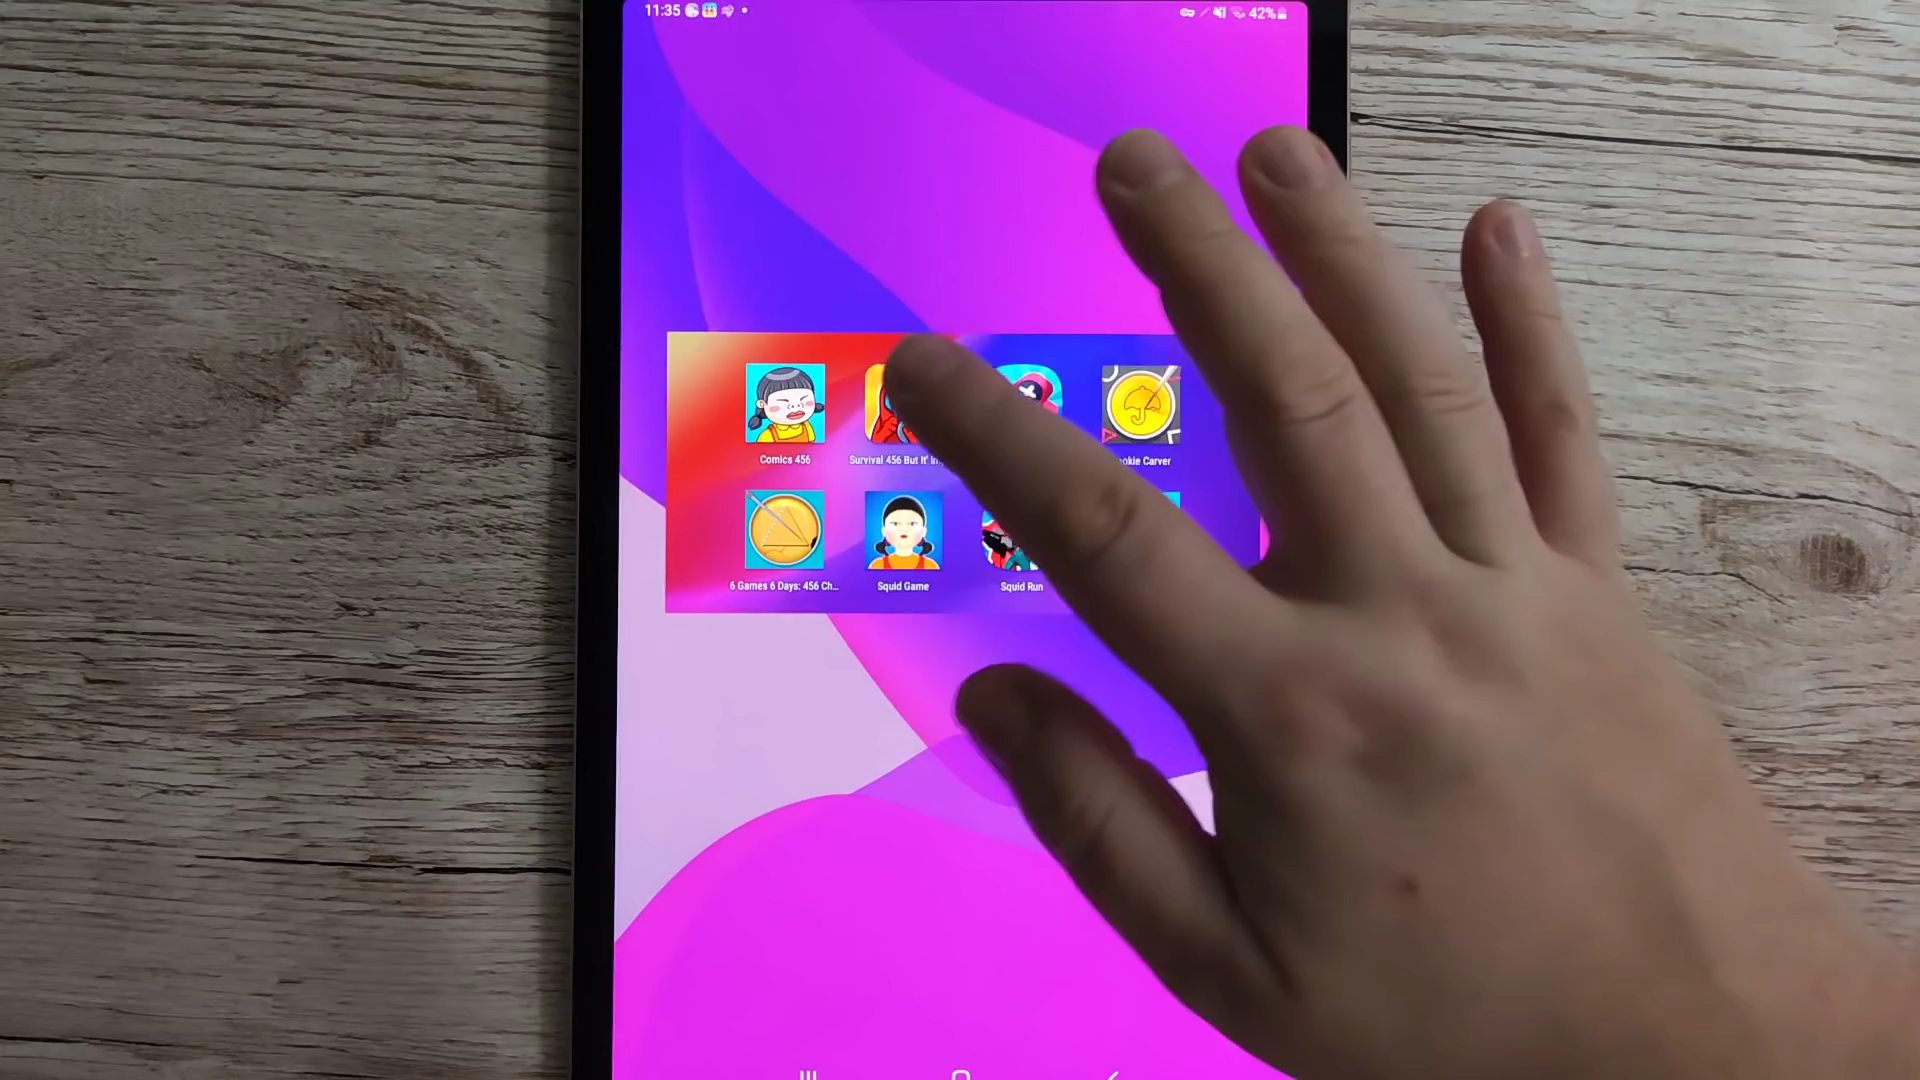 11:35
42%
Comics 456
Survival 456 But It' Im
okie Carver
6 Games 6 Days: 456 Ch...
Squid Game
Squid Run